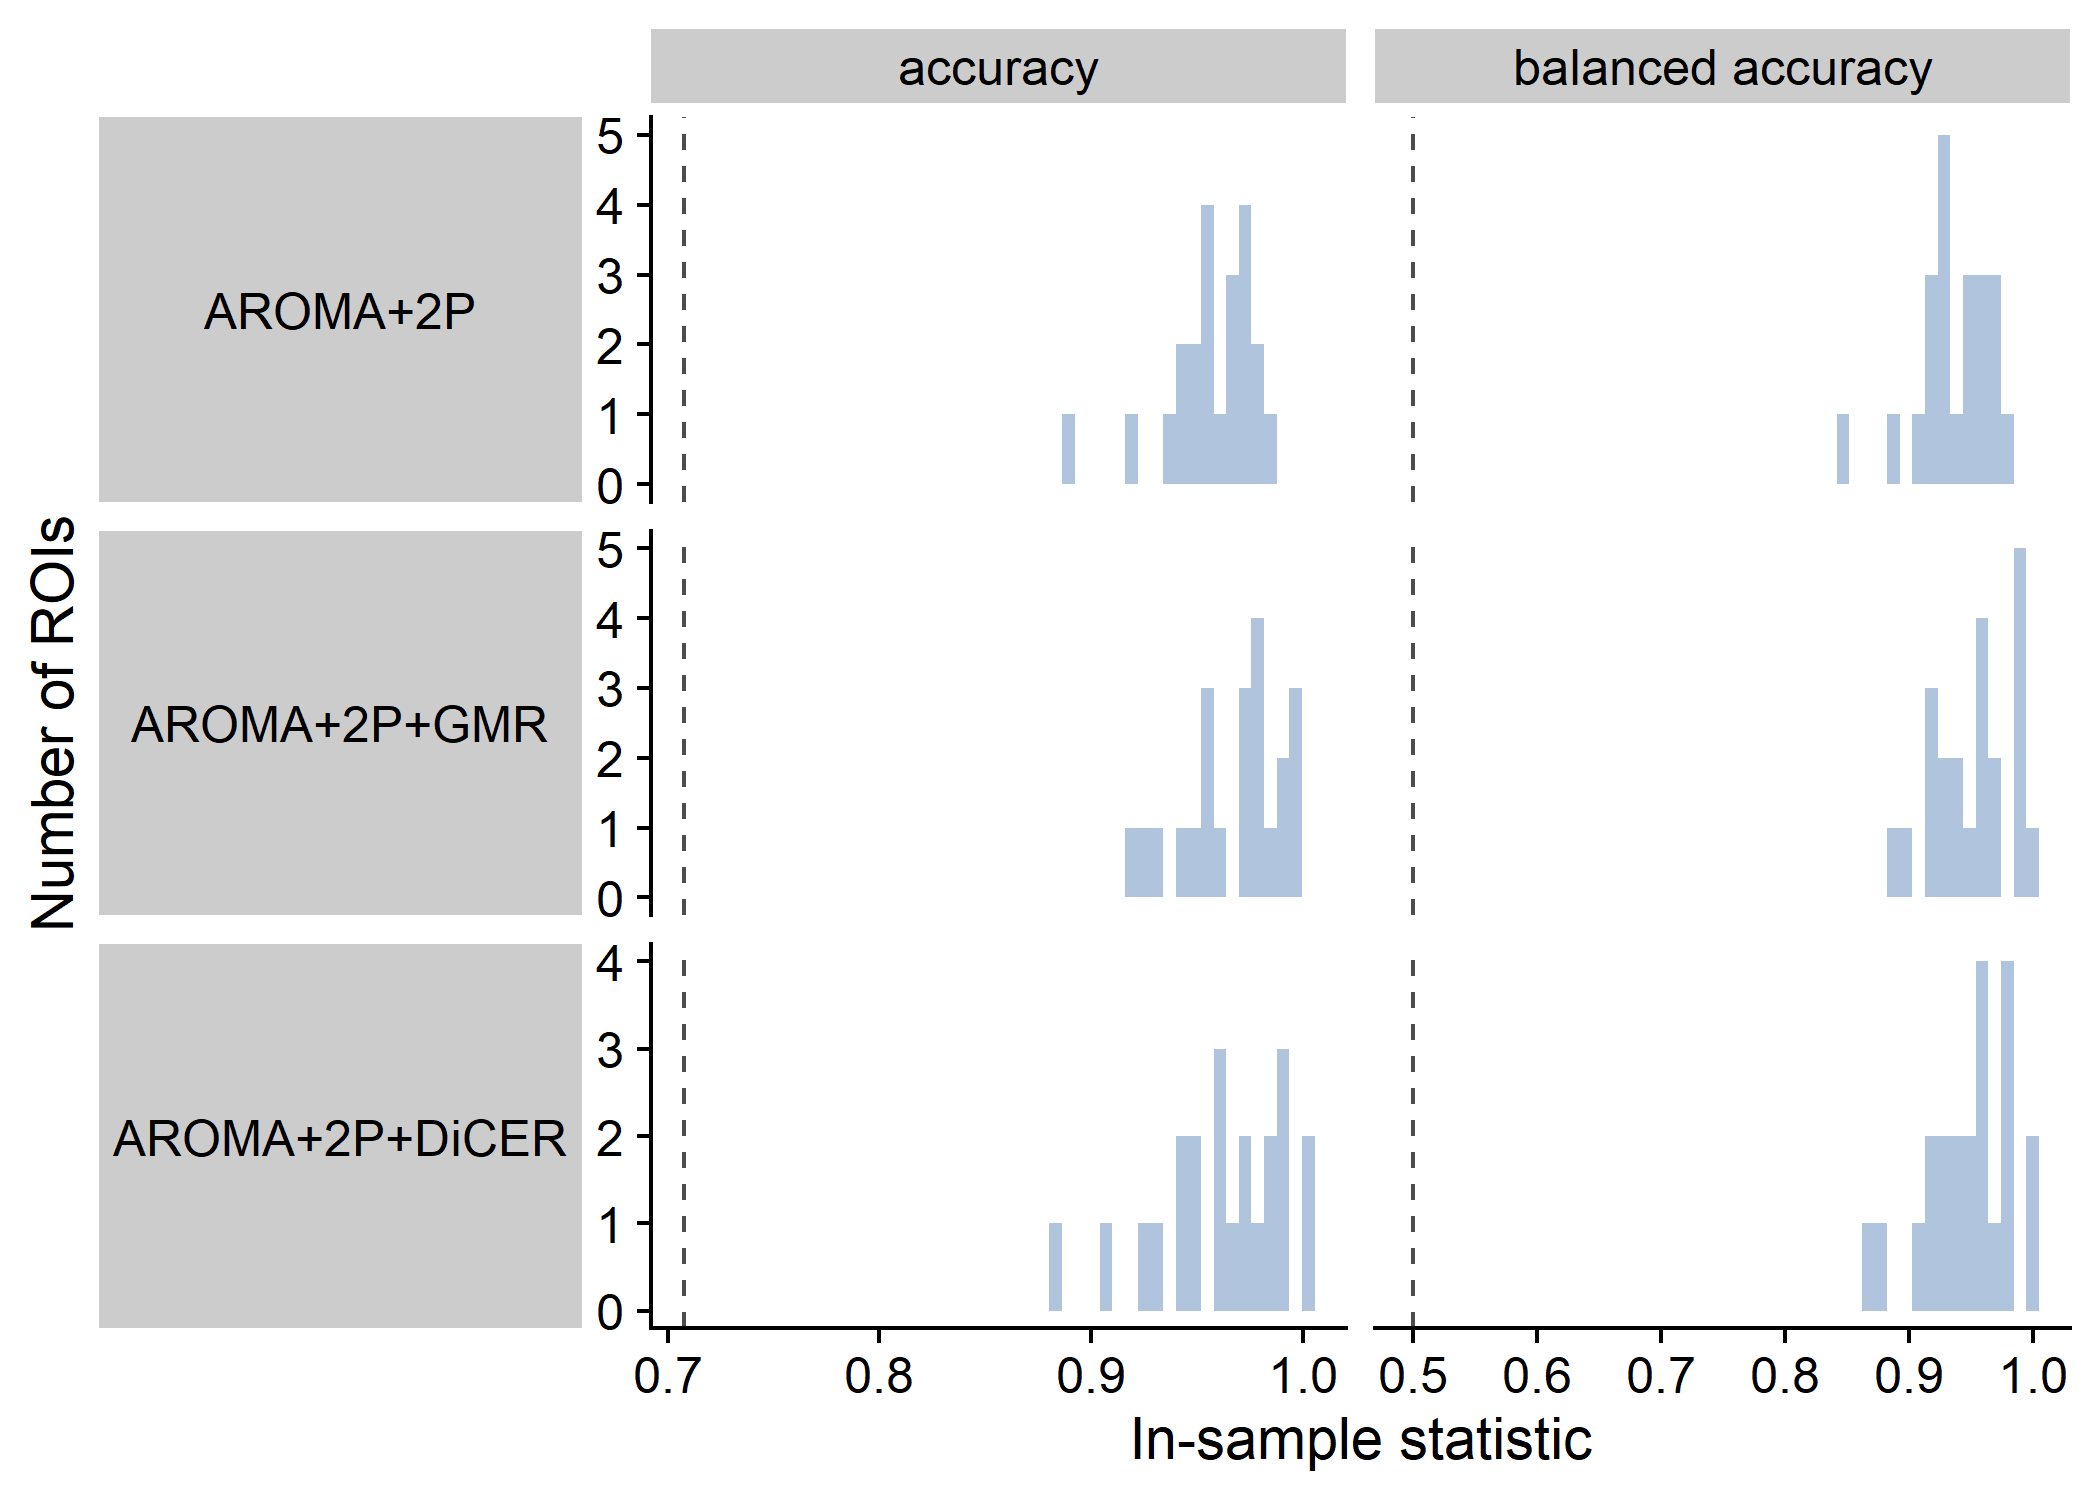 accuracy
balanced accuracy
AROMA+2P
5
4
3
2
1
0
AROMA+2P+GMR
5
4
3
2
1
0
AROMA+2P+DiCER
4
3
2
1
0
Number of ROIs
0.7 0.8 0.9 1.0
0.5 0.6 0.7 0.8 0.9 1.0
In-sample statistic